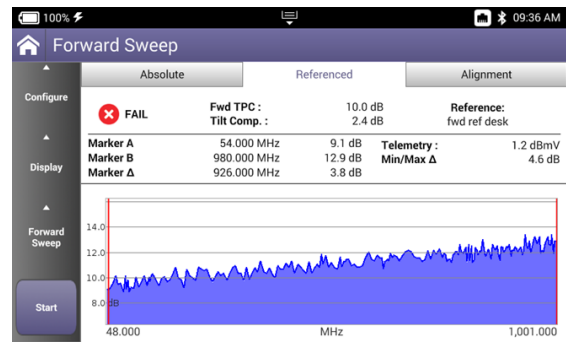 100% 09:36 AM
Forward Sweep
Configure
Display
Forward
Sweep
Start
Absolute Referenced Alignment
FAIL
Fwd TPC : 10.0 dB
Tilt Comp. : 2.4 dB
Reference:
fwd ref desk
Marker A 54.000 MHz 9.1 dB
Marker B 980.000 MHz 12.9 dB
Marker Δ 926.000 MHz 3.8 dB
Telemetry : 1.2 dBmV
Min/Max Δ 4.6 dB
14.0
12.0
10.0
8.0 dB
48.000 MHz 1,001.000